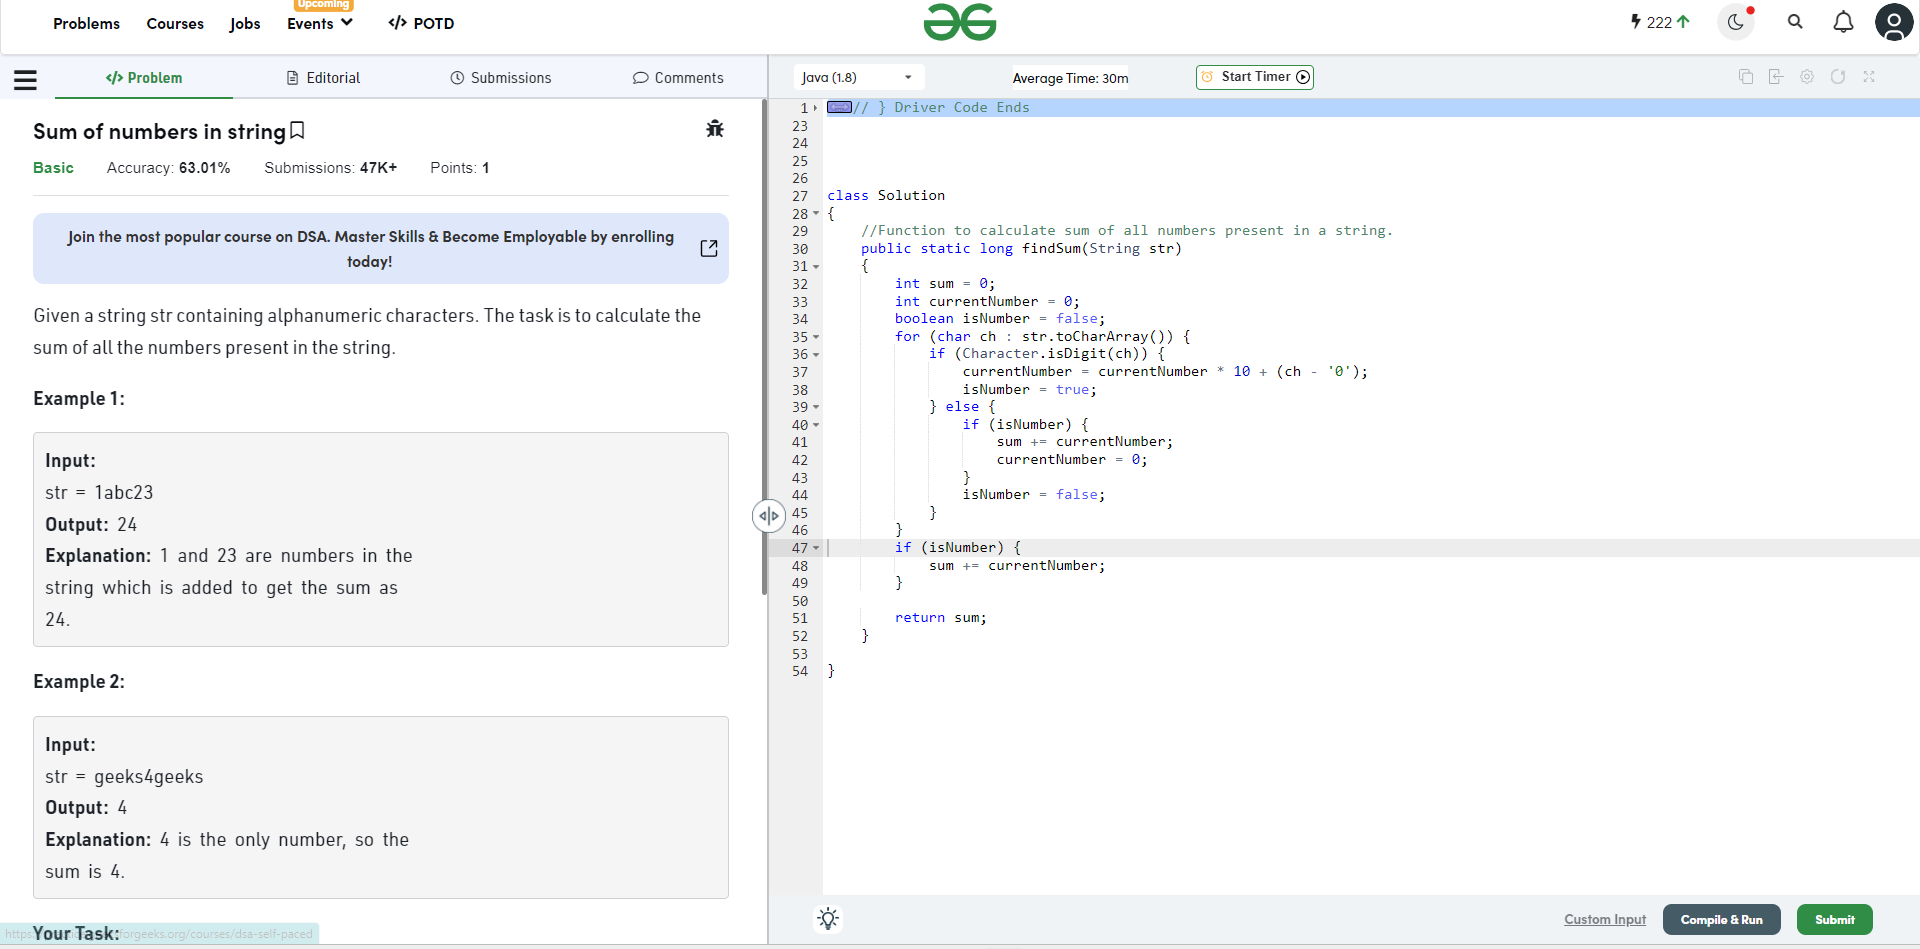 Problems Courses Jobs Upcoming Events </> POTD
222
</> Problem Editorial Submissions Comments
Sum of numbers in string
Basic Accuracy: 63.01% Submissions: 47K+ Points: 1
Join the most popular course on DSA. Master Skills & Become Employable by enrolling
today!
Given a string str containing alphanumeric characters. The task is to calculate the
sum of all the numbers present in the string.
Example 1:
Input:
str = 1abc23
Output: 24
Explanation: 1 and 23 are numbers in the
string which is added to get the sum as
24.
Example 2:
Input:
str = geeks4geeks
Output: 4
Explanation: 4 is the only number, so the
sum is 4.
Your Task:
forgeeks.org/courses/dsa-self-paced
Java (1.8) Average Time: 30m Start Timer
1 // } Driver Code Ends
23
24
25
26
27 class Solution
28 {
29 //Function to calculate sum of all numbers present in a string.
30 public static long findSum(String str)
31 {
32 int sum = 0;
33 int currentNumber = 0;
34 boolean isNumber = false;
35 for (char ch : str.toCharArray()) {
36 if (Character.isDigit(ch)) {
37 currentNumber = currentNumber * 10 + (ch - '0');
38 isNumber = true;
39 } else {
40 if (isNumber) {
41 sum += currentNumber;
42 currentNumber = 0;
43 }
44 isNumber = false;
45 }
46 }
47 if (isNumber) {
48 sum += currentNumber;
49 }
50
51 return sum;
52 }
53
54 }
Custom Input Compile & Run Submit